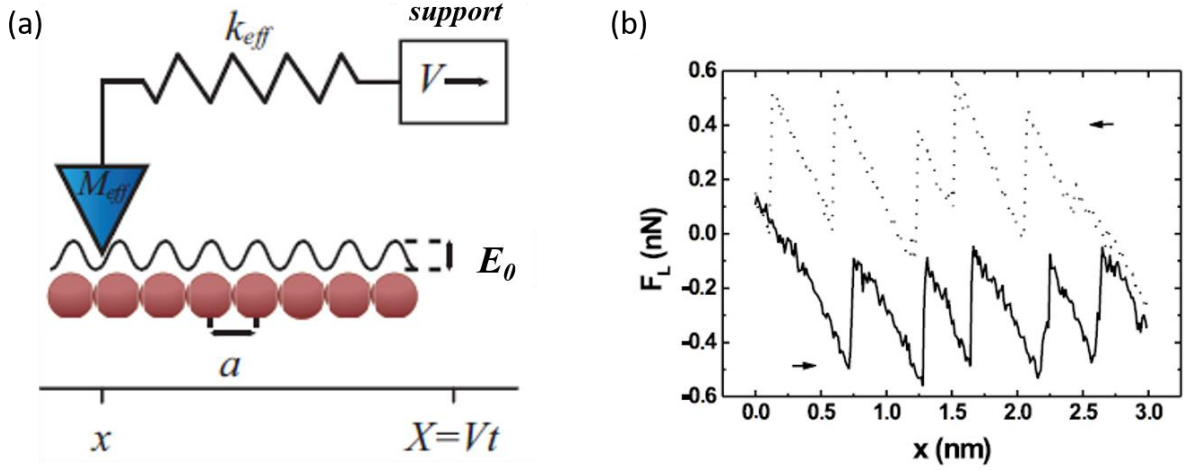 (a)
support
k_eff
V
M_eff
E_0
a
x
X=Vt
(b)
F_L (nN)
0.6
0.4
0.2
0.0
-0.2
-0.4
-0.6
0.0 0.5 1.0 1.5 2.0 2.5 3.0
x (nm)